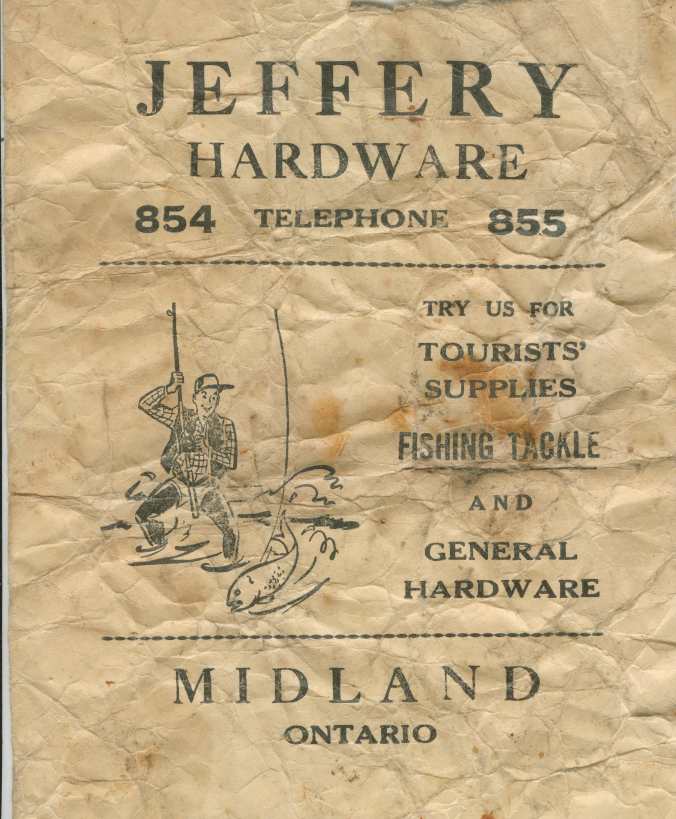 JEFFERY
HARDWARE
854 TELEPHONE 855
TRY US FOR
TOURISTS'
SUPPLIES
FISHING TACKLE
AND
GENERAL
HARDWARE
MIDLAND
ONTARIO